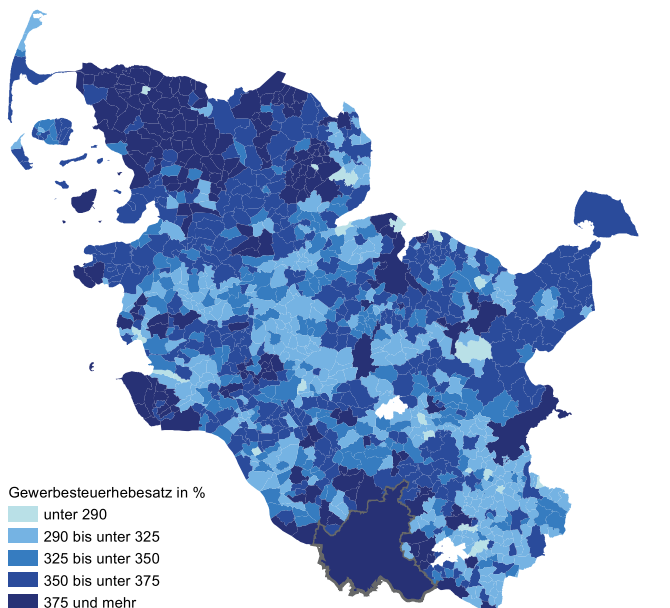 Gewerbesteuerhebesatz in %
unter 290
290 bis unter 325
325 bis unter 350
350 bis unter 375
375 und mehr